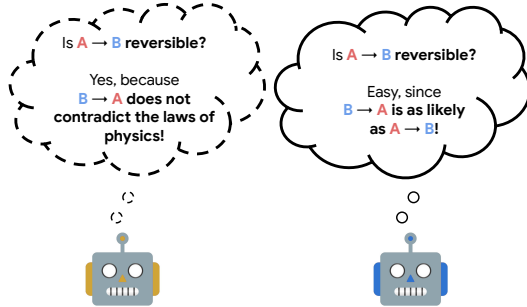 Is A → B reversible?
Yes, because
B → A does not
contradict the laws of
physics!
Is A → B reversible?
Easy, since
B → A is as likely
as A → B!